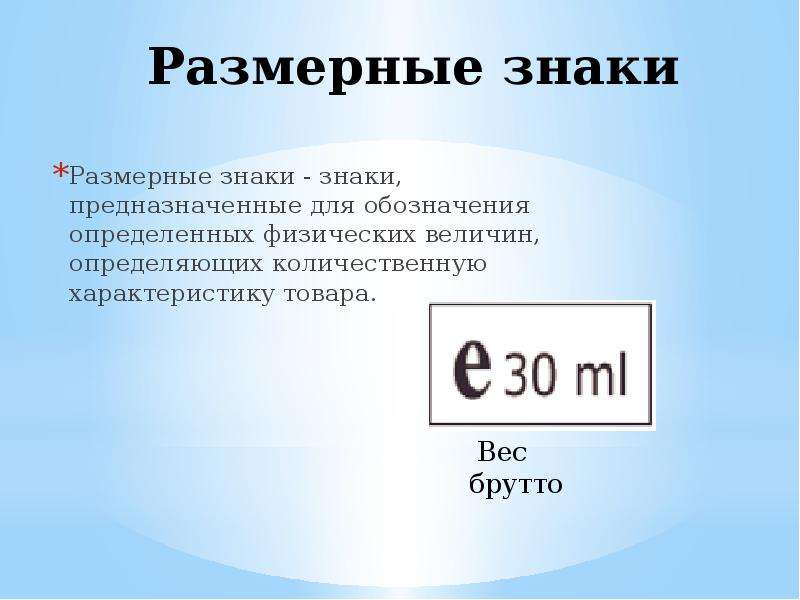 Размерные знаки
*Размерные знаки - знаки,
предназначенные для обозначения
определенных физических величин,
определяющих количественную
характеристику товара.
e 30 ml
Вес
брутто